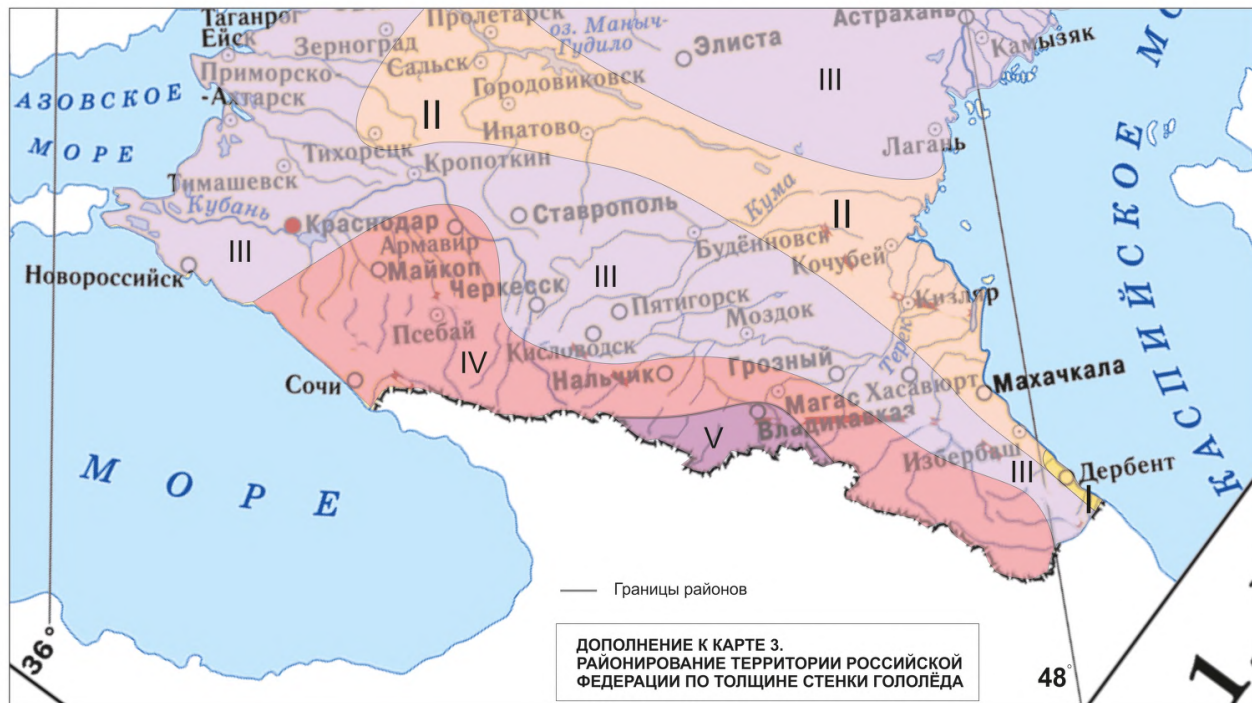 Таганрог
Ейск
Пролетарск
оз. Маныч-
Гудило
Астрахань
Зерноград
Элиста
Камызяк
Сальск
III
Приморско-
-Ахтарск
Городовиковск
АЗОВСКОЕ
МОРЕ
II
Ипатово
Лагань
Тихорецк
Кропоткин
Тимашевск
Кубань
Ставрополь
Кума
II
Краснодар
Армавир
Будённовск
III
Майкоп
III
Кочубей
Новороссийск
Черкесск
Пятигорск
Кизляр
Псебай
Моздок
Кисловодск
Терек
IV
Грозный
Сочи
Нальчик
Хасавюрт
Махачкала
Магас
Владикавказ
V
Избербаш
III
Дербент
I
КАСПИЙСКОЕ
МО
МОРЕ
Границы районов
ДОПОЛНЕНИЕ К КАРТЕ 3.
РАЙОНИРОВАНИЕ ТЕРРИТОРИИ РОССИЙСКОЙ
ФЕДЕРАЦИИ ПО ТОЛЩИНЕ СТЕНКИ ГОЛОЛЁДА
36°
48°